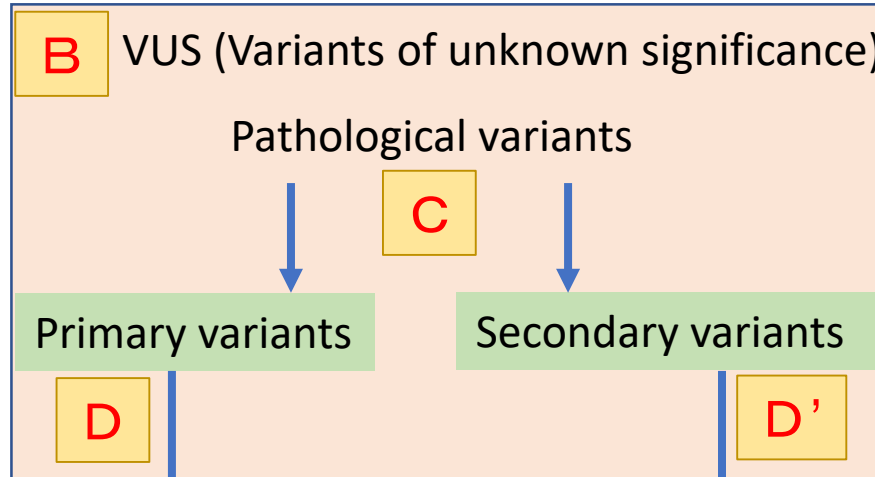 B VUS (Variants of unknown significance)
Pathological variants
C
Primary variants Secondary variants
D D’